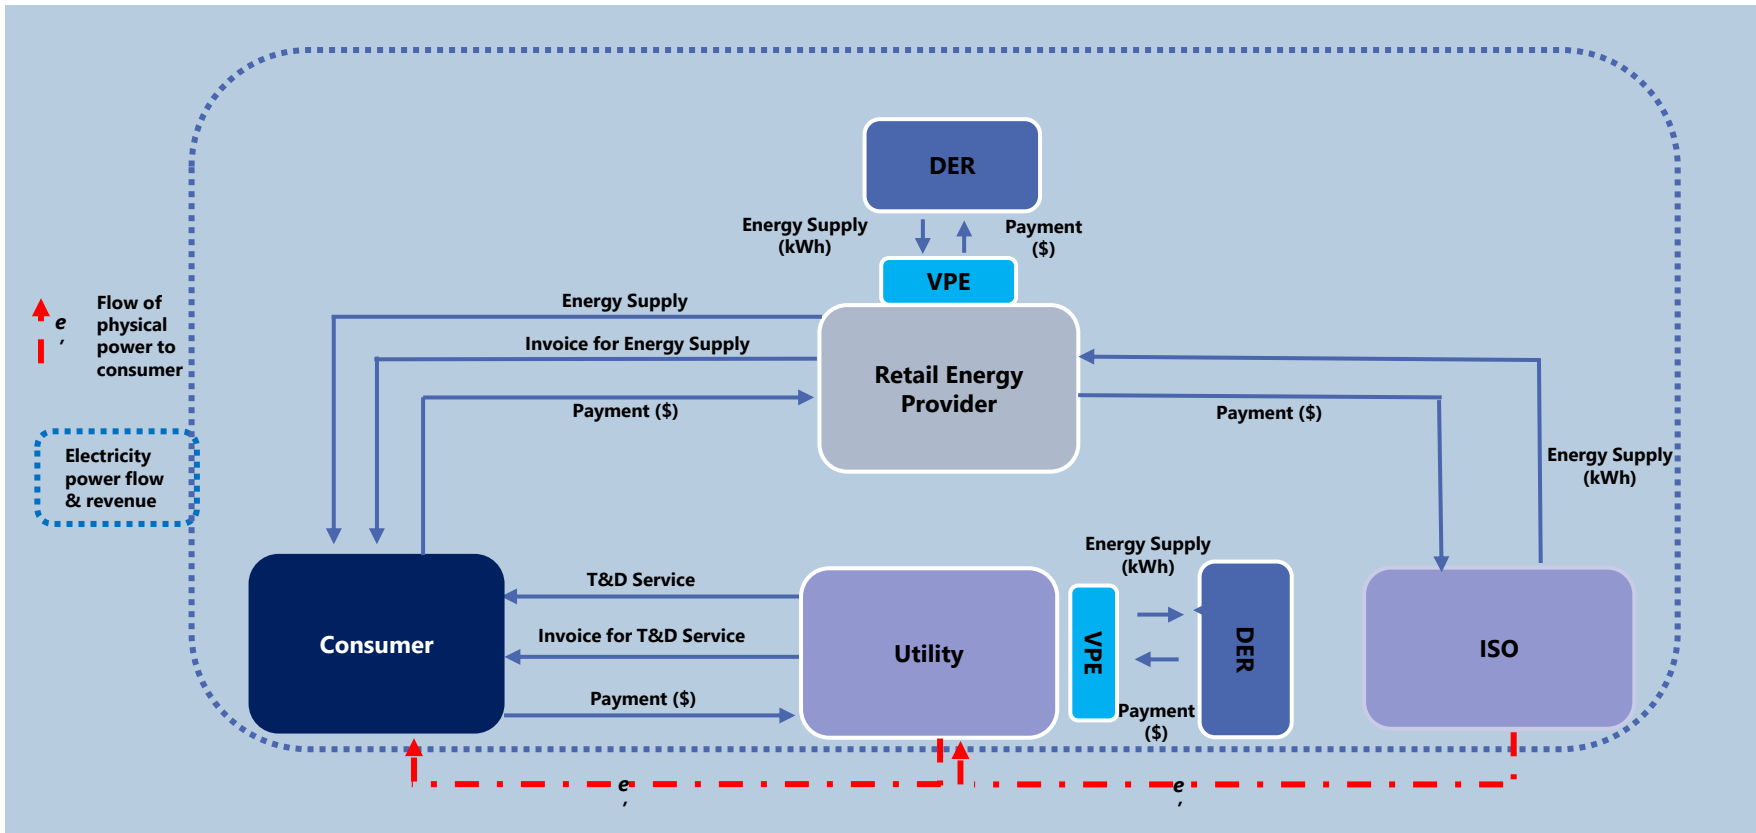 DER
Energy Supply
(kWh)
Payment
($)
VPE
Energy Supply
Invoice for Energy Supply
Payment ($)
Retail Energy
Provider
Payment ($)
Energy Supply
(kWh)
e
,
Flow of
physical
power to
consumer
Electricity
power flow
& revenue
Consumer
T&D Service
Invoice for T&D Service
Payment ($)
Utility
VPE
Energy Supply
(kWh)
Payment
($)
DER
ISO
e
,
e
,